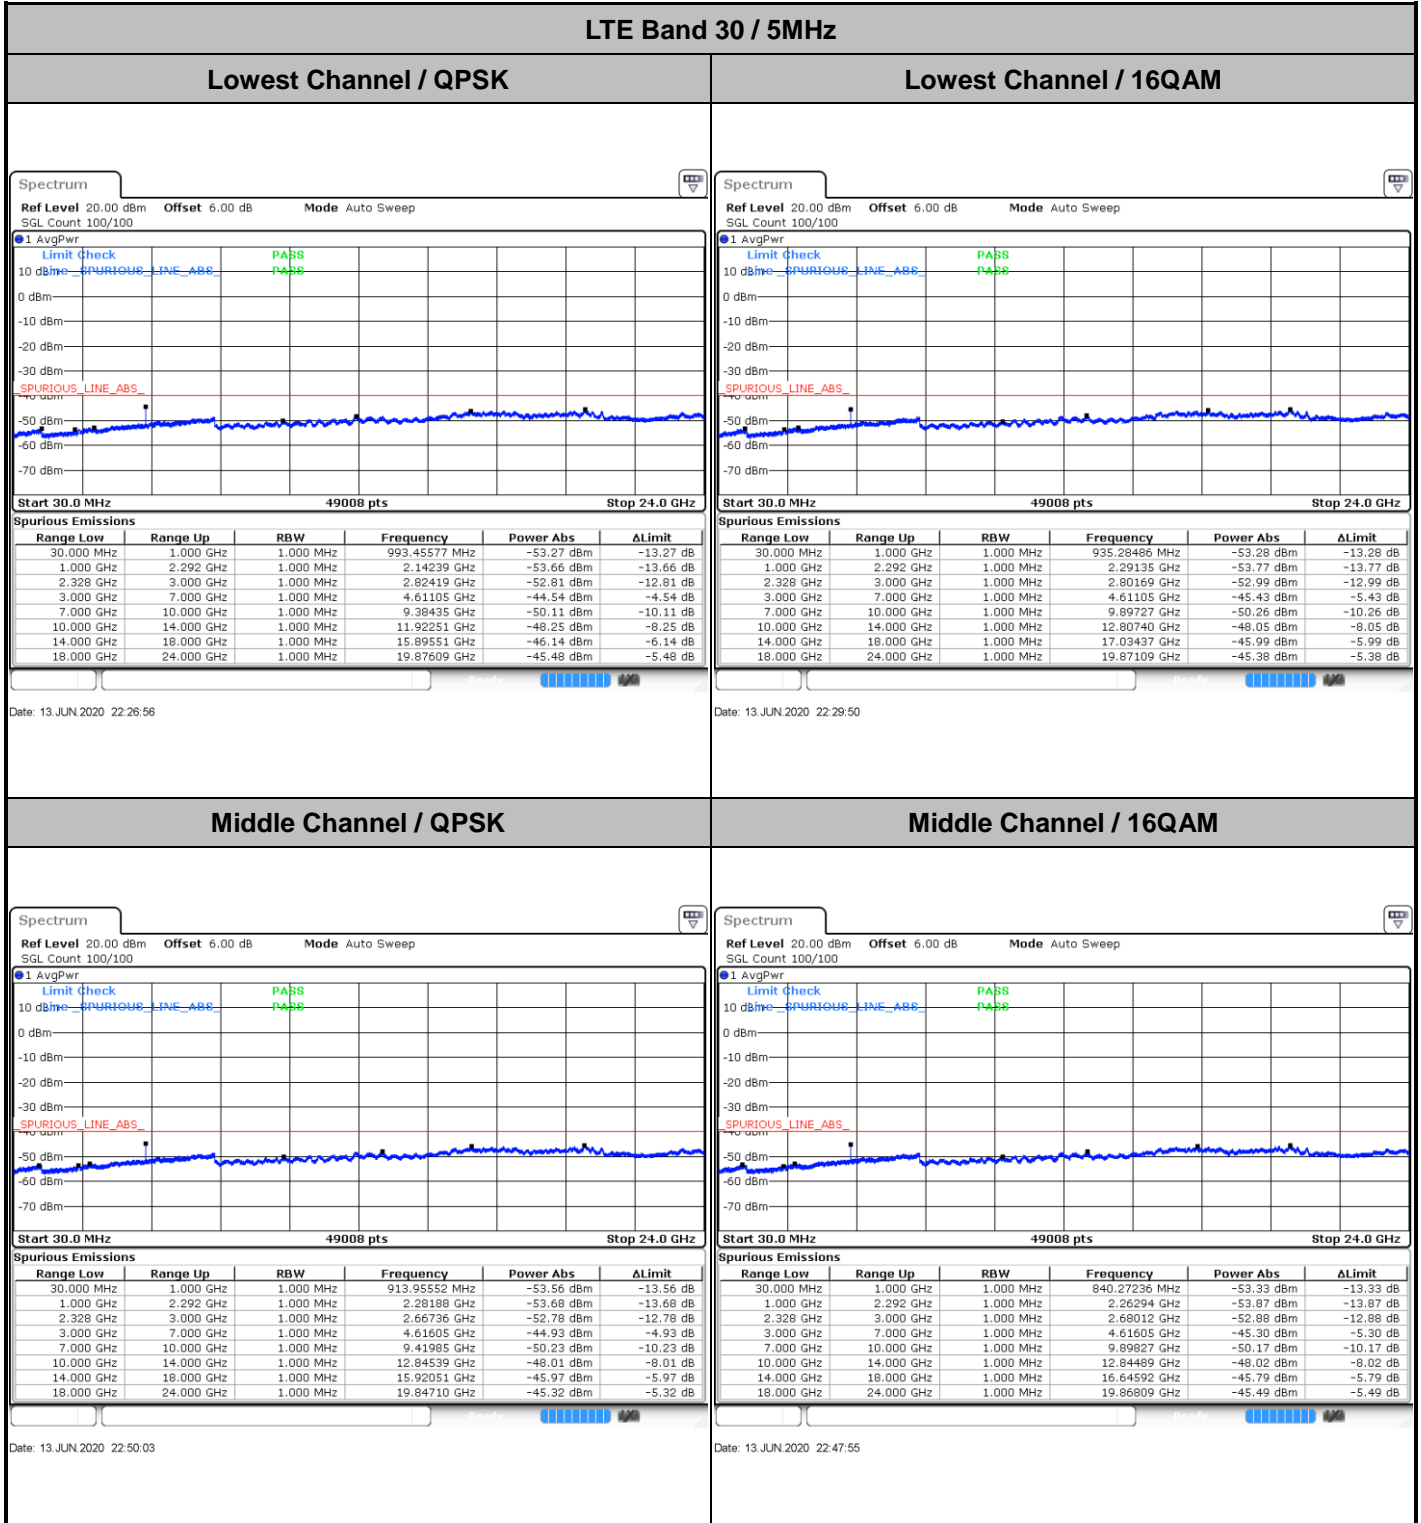 LTE Band 30 / 5MHz
Lowest Channel / QPSK
Lowest Channel / 16QAM
Spectrum
Ref Level 20.00 dBm Offset 6.00 dB Mode Auto Sweep
SGL Count 100/100
1 AvgPwr
Limit Check PASS
10 dBm Line _SPURIOUS_LINE_ABS_ PASS
0 dBm
-10 dBm
-20 dBm
-30 dBm
_SPURIOUS_LINE_ABS_
-40 dBm
-50 dBm
-60 dBm
-70 dBm
Start 30.0 MHz 49008 pts Stop 24.0 GHz
Spurious Emissions
Range Low Range Up RBW Frequency Power Abs ΔLimit
30.000 MHz 1.000 GHz 1.000 MHz 993.45577 MHz -53.27 dBm -13.27 dB
1.000 GHz 2.292 GHz 1.000 MHz 2.14239 GHz -53.66 dBm -13.66 dB
2.328 GHz 3.000 GHz 1.000 MHz 2.82419 GHz -52.81 dBm -12.81 dB
3.000 GHz 7.000 GHz 1.000 MHz 4.61105 GHz -44.54 dBm -4.54 dB
7.000 GHz 10.000 GHz 1.000 MHz 9.38435 GHz -50.11 dBm -10.11 dB
10.000 GHz 14.000 GHz 1.000 MHz 11.92251 GHz -48.25 dBm -8.25 dB
14.000 GHz 18.000 GHz 1.000 MHz 15.89551 GHz -46.14 dBm -6.14 dB
18.000 GHz 24.000 GHz 1.000 MHz 19.87609 GHz -45.48 dBm -5.48 dB
Ready
Date: 13.JUN.2020 22:26:56
Spectrum
Ref Level 20.00 dBm Offset 6.00 dB Mode Auto Sweep
SGL Count 100/100
1 AvgPwr
Limit Check PASS
10 dBm Line _SPURIOUS_LINE_ABS_ PASS
0 dBm
-10 dBm
-20 dBm
-30 dBm
_SPURIOUS_LINE_ABS_
-40 dBm
-50 dBm
-60 dBm
-70 dBm
Start 30.0 MHz 49008 pts Stop 24.0 GHz
Spurious Emissions
Range Low Range Up RBW Frequency Power Abs ΔLimit
30.000 MHz 1.000 GHz 1.000 MHz 935.28486 MHz -53.28 dBm -13.28 dB
1.000 GHz 2.292 GHz 1.000 MHz 2.29135 GHz -53.77 dBm -13.77 dB
2.328 GHz 3.000 GHz 1.000 MHz 2.80169 GHz -52.99 dBm -12.99 dB
3.000 GHz 7.000 GHz 1.000 MHz 4.61105 GHz -45.43 dBm -5.43 dB
7.000 GHz 10.000 GHz 1.000 MHz 9.89727 GHz -50.26 dBm -10.26 dB
10.000 GHz 14.000 GHz 1.000 MHz 12.80740 GHz -48.05 dBm -8.05 dB
14.000 GHz 18.000 GHz 1.000 MHz 17.03437 GHz -45.99 dBm -5.99 dB
18.000 GHz 24.000 GHz 1.000 MHz 19.87109 GHz -45.38 dBm -5.38 dB
Ready
Date: 13.JUN.2020 22:29:50
Middle Channel / QPSK
Middle Channel / 16QAM
Spectrum
Ref Level 20.00 dBm Offset 6.00 dB Mode Auto Sweep
SGL Count 100/100
1 AvgPwr
Limit Check PASS
10 dBm Line _SPURIOUS_LINE_ABS_ PASS
0 dBm
-10 dBm
-20 dBm
-30 dBm
_SPURIOUS_LINE_ABS_
-40 dBm
-50 dBm
-60 dBm
-70 dBm
Start 30.0 MHz 49008 pts Stop 24.0 GHz
Spurious Emissions
Range Low Range Up RBW Frequency Power Abs ΔLimit
30.000 MHz 1.000 GHz 1.000 MHz 913.95552 MHz -53.56 dBm -13.56 dB
1.000 GHz 2.292 GHz 1.000 MHz 2.28188 GHz -53.68 dBm -13.68 dB
2.328 GHz 3.000 GHz 1.000 MHz 2.66736 GHz -52.78 dBm -12.78 dB
3.000 GHz 7.000 GHz 1.000 MHz 4.61605 GHz -44.93 dBm -4.93 dB
7.000 GHz 10.000 GHz 1.000 MHz 9.41985 GHz -50.23 dBm -10.23 dB
10.000 GHz 14.000 GHz 1.000 MHz 12.84539 GHz -48.01 dBm -8.01 dB
14.000 GHz 18.000 GHz 1.000 MHz 15.92051 GHz -45.97 dBm -5.97 dB
18.000 GHz 24.000 GHz 1.000 MHz 19.84710 GHz -45.32 dBm -5.32 dB
Ready
Date: 13.JUN.2020 22:50:03
Spectrum
Ref Level 20.00 dBm Offset 6.00 dB Mode Auto Sweep
SGL Count 100/100
1 AvgPwr
Limit Check PASS
10 dBm Line _SPURIOUS_LINE_ABS_ PASS
0 dBm
-10 dBm
-20 dBm
-30 dBm
_SPURIOUS_LINE_ABS_
-40 dBm
-50 dBm
-60 dBm
-70 dBm
Start 30.0 MHz 49008 pts Stop 24.0 GHz
Spurious Emissions
Range Low Range Up RBW Frequency Power Abs ΔLimit
30.000 MHz 1.000 GHz 1.000 MHz 840.27236 MHz -53.33 dBm -13.33 dB
1.000 GHz 2.292 GHz 1.000 MHz 2.26294 GHz -53.87 dBm -13.87 dB
2.328 GHz 3.000 GHz 1.000 MHz 2.68012 GHz -52.88 dBm -12.88 dB
3.000 GHz 7.000 GHz 1.000 MHz 4.61605 GHz -45.30 dBm -5.30 dB
7.000 GHz 10.000 GHz 1.000 MHz 9.89827 GHz -50.17 dBm -10.17 dB
10.000 GHz 14.000 GHz 1.000 MHz 12.84489 GHz -48.02 dBm -8.02 dB
14.000 GHz 18.000 GHz 1.000 MHz 16.64592 GHz -45.79 dBm -5.79 dB
18.000 GHz 24.000 GHz 1.000 MHz 19.86809 GHz -45.49 dBm -5.49 dB
Ready
Date: 13.JUN.2020 22:47:55